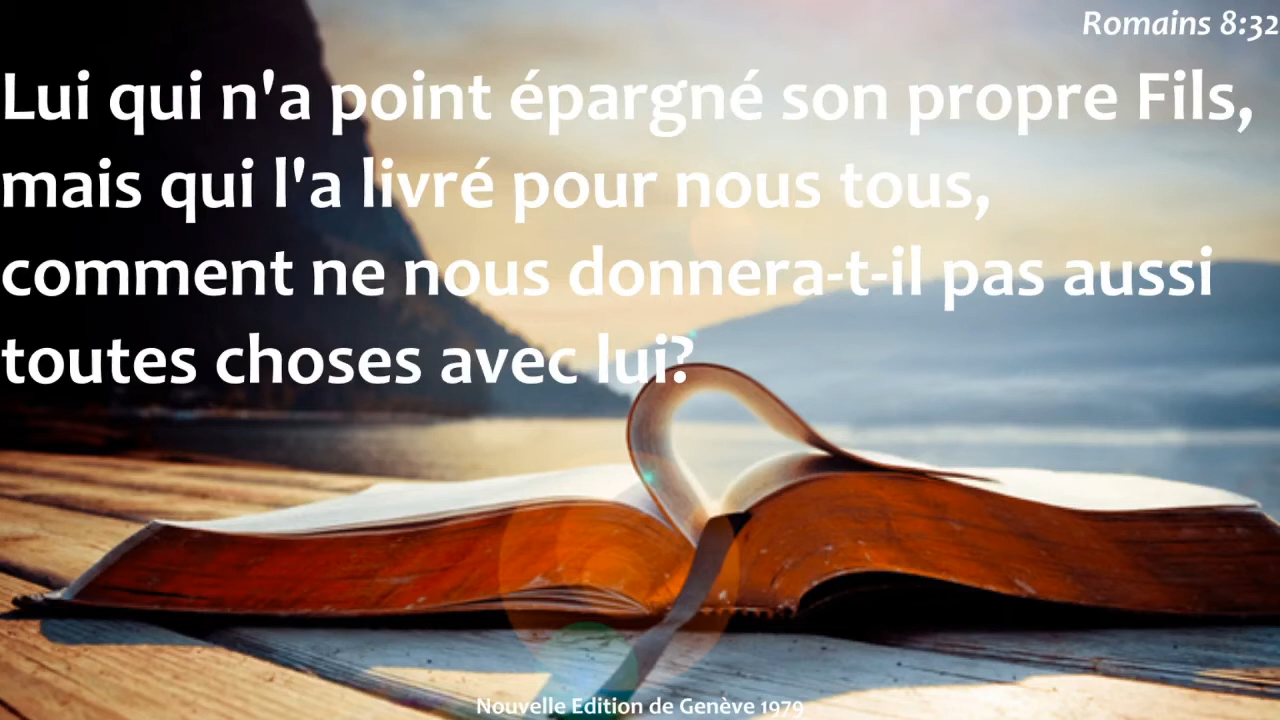 Romains 8:32
Lui qui n'a point épargné son propre Fils,
mais qui l'a livré pour nous tous,
comment ne nous donnera-t-il pas aussi
toutes choses avec lui?
Nouvelle Edition de Genève 1979